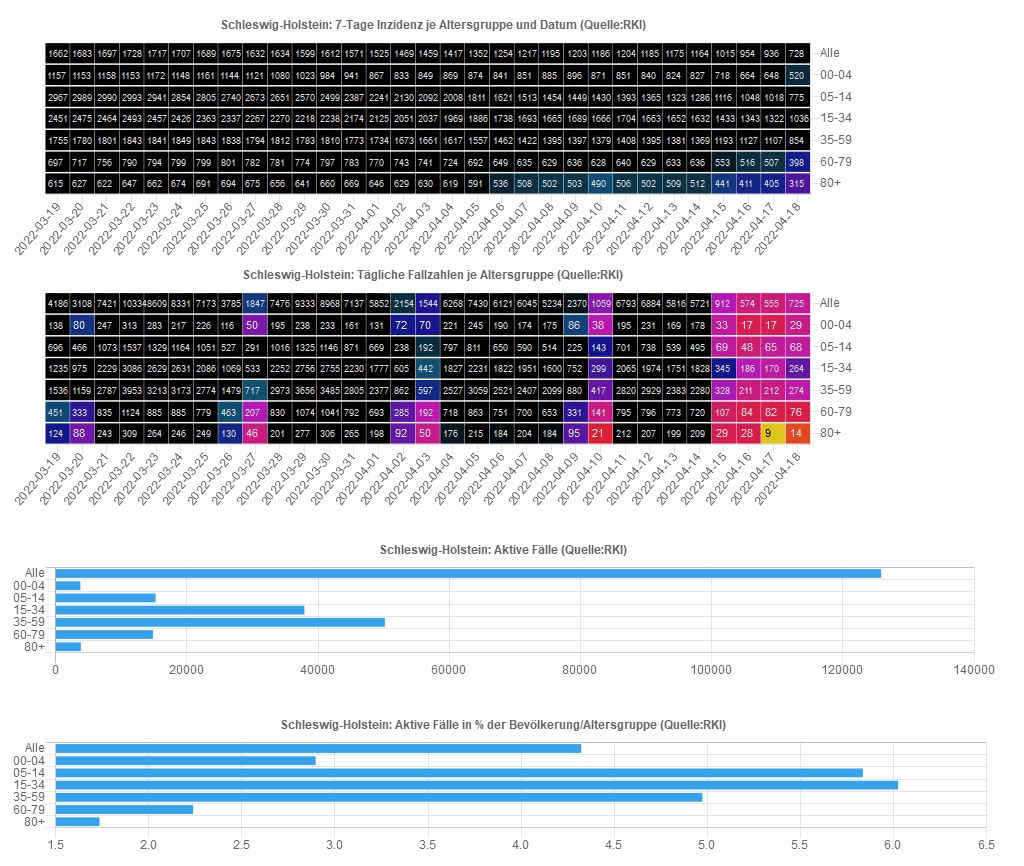 Schleswig-Holstein: 7-Tage Inzidenz je Altersgruppe und Datum (Quelle:RKI)
1662 1683 1697 1728 1717 1707 1689 1675 1632 1634 1599 1612 1571 1525 1469 1459 1417 1352 1254 1217 1195 1203 1186 1204 1185 1175 1164 1015 954 936 728 Alle
1157 1153 1158 1153 1172 1148 1161 1144 1121 1080 1023 984 941 867 833 849 869 874 841 851 885 896 871 851 840 824 827 718 664 648 520 00-04
2967 2989 2990 2993 2941 2854 2805 2740 2673 2651 2570 2499 2387 2241 2130 2092 2008 1811 1621 1513 1454 1449 1430 1393 1365 1323 1286 1116 1048 1018 775 05-14
2451 2475 2464 2493 2457 2426 2363 2337 2267 2270 2218 2238 2174 2125 2051 2037 1969 1886 1738 1693 1665 1689 1666 1704 1663 1652 1632 1433 1343 1322 1036 15-34
1755 1780 1801 1843 1841 1849 1843 1838 1794 1812 1783 1810 1773 1734 1673 1661 1617 1557 1462 1422 1395 1397 1379 1408 1395 1381 1369 1193 1127 1107 854 35-59
697 717 756 790 794 799 799 801 782 781 774 797 783 770 743 741 724 692 649 635 629 636 628 640 629 633 636 553 516 507 398 60-79
615 627 622 647 662 674 691 694 675 656 641 660 669 646 629 630 619 591 536 508 502 503 490 506 502 509 512 441 411 405 315 80+
2022-03-19 2022-03-20 2022-03-21 2022-03-22 2022-03-23 2022-03-24 2022-03-25 2022-03-26 2022-03-27 2022-03-28 2022-03-29 2022-03-30 2022-03-31 2022-04-01 2022-04-02 2022-04-03 2022-04-04 2022-04-05 2022-04-06 2022-04-07 2022-04-08 2022-04-09 2022-04-10 2022-04-11 2022-04-12 2022-04-13 2022-04-14 2022-04-15 2022-04-16 2022-04-17 2022-04-18
Schleswig-Holstein: Tägliche Fallzahlen je Altersgruppe (Quelle:RKI)
4186 3108 7421 10334 8609 8331 7173 3785 1847 7476 9333 8968 7137 5852 2154 1544 6268 7430 6121 6045 5234 2370 1059 6793 6884 5816 5721 912 574 555 725 Alle
138 80 247 313 283 217 226 116 50 195 238 233 161 131 72 70 221 245 190 174 175 86 38 195 231 169 178 33 17 17 29 00-04
696 466 1073 1537 1329 1164 1051 527 291 1016 1325 1146 871 669 238 192 797 811 650 590 514 225 143 701 738 539 495 69 48 65 68 05-14
1235 975 2229 3086 2629 2631 2086 1069 533 2252 2756 2755 2230 1777 605 442 1827 2231 1822 1951 1600 752 299 2065 1974 1751 1828 345 186 170 264 15-34
1536 1159 2787 3953 3213 3173 2774 1479 717 2973 3656 3485 2805 2377 862 597 2527 3059 2521 2407 2099 880 417 2820 2929 2383 2280 328 211 212 274 35-59
451 333 835 1124 885 885 779 463 207 830 1074 1041 792 693 285 192 718 863 751 700 653 331 141 795 796 773 720 107 84 82 76 60-79
124 88 243 309 264 246 249 130 46 201 277 306 265 198 92 50 176 215 184 204 184 95 21 212 207 199 209 29 28 9 14 80+
2022-03-19 2022-03-20 2022-03-21 2022-03-22 2022-03-23 2022-03-24 2022-03-25 2022-03-26 2022-03-27 2022-03-28 2022-03-29 2022-03-30 2022-03-31 2022-04-01 2022-04-02 2022-04-03 2022-04-04 2022-04-05 2022-04-06 2022-04-07 2022-04-08 2022-04-09 2022-04-10 2022-04-11 2022-04-12 2022-04-13 2022-04-14 2022-04-15 2022-04-16 2022-04-17 2022-04-18
Schleswig-Holstein: Aktive Fälle (Quelle:RKI)
Alle
00-04
05-14
15-34
35-59
60-79
80+
0 20000 40000 60000 80000 100000 120000 140000
Schleswig-Holstein: Aktive Fälle in % der Bevölkerung/Altersgruppe (Quelle:RKI)
Alle
00-04
05-14
15-34
35-59
60-79
80+
1.5 2.0 2.5 3.0 3.5 4.0 4.5 5.0 5.5 6.0 6.5